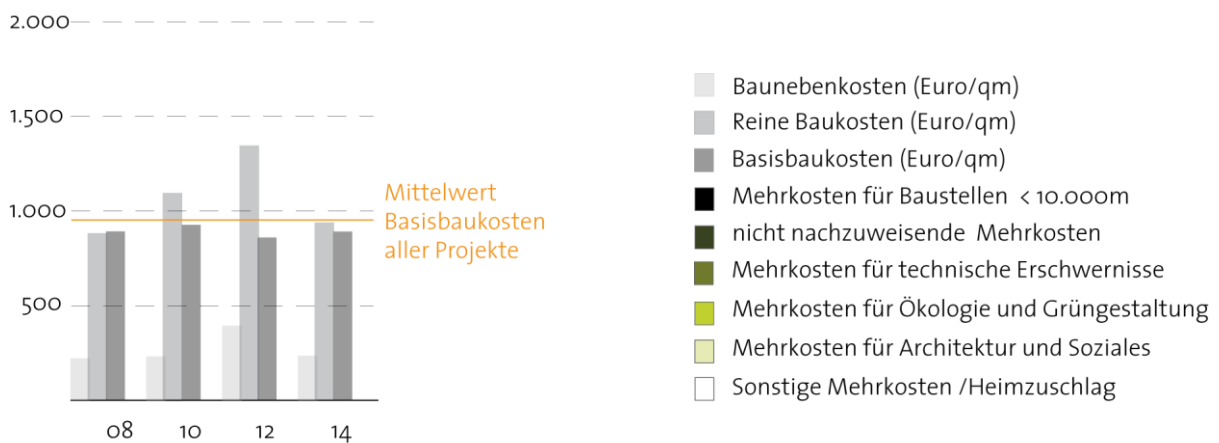 2.000
1.500
1.000
500
08 10 12 14
Mittelwert
Basisbaukosten
aller Projekte
Baunebenkosten (Euro/qm)
Reine Baukosten (Euro/qm)
Basisbaukosten (Euro/qm)
Mehrkosten für Baustellen < 10.000m
nicht nachzuweisende Mehrkosten
Mehrkosten für technische Erschwernisse
Mehrkosten für Ökologie und Grüngestaltung
Mehrkosten für Architektur und Soziales
Sonstige Mehrkosten /Heimzuschlag